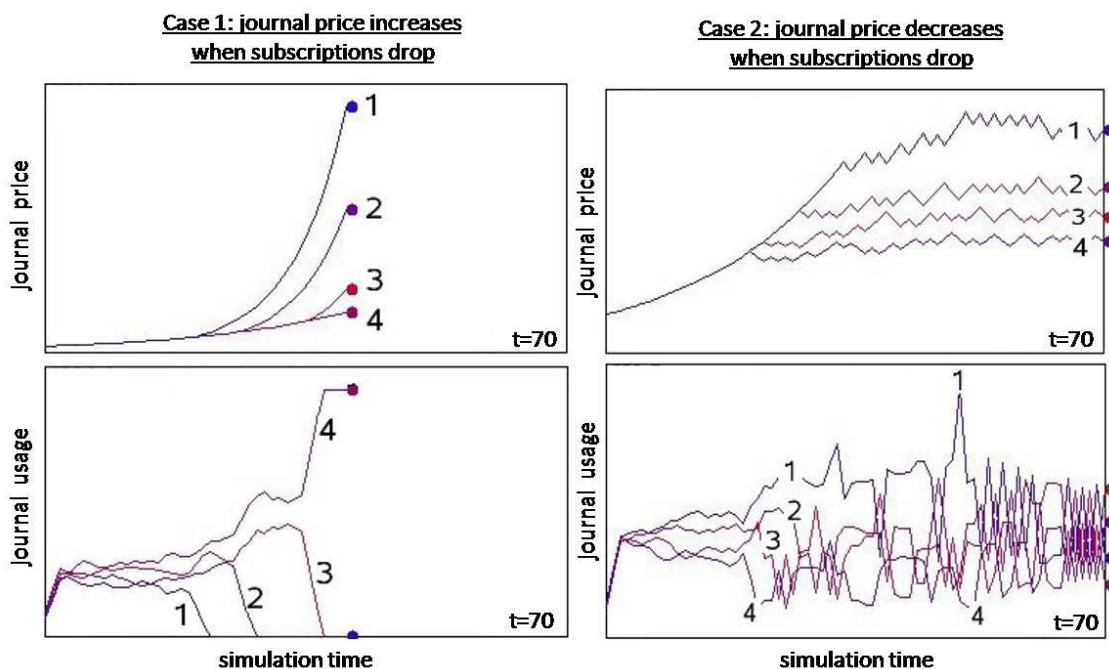 Case 1: journal price increases
when subscriptions drop
Case 2: journal price decreases
when subscriptions drop
journal price
1
2
3
4
t=70
journal price
1
2
3
4
t=70
journal usage
4
3
2
1
t=70
simulation time
journal usage
1
1
2
3
4
4
t=70
simulation time